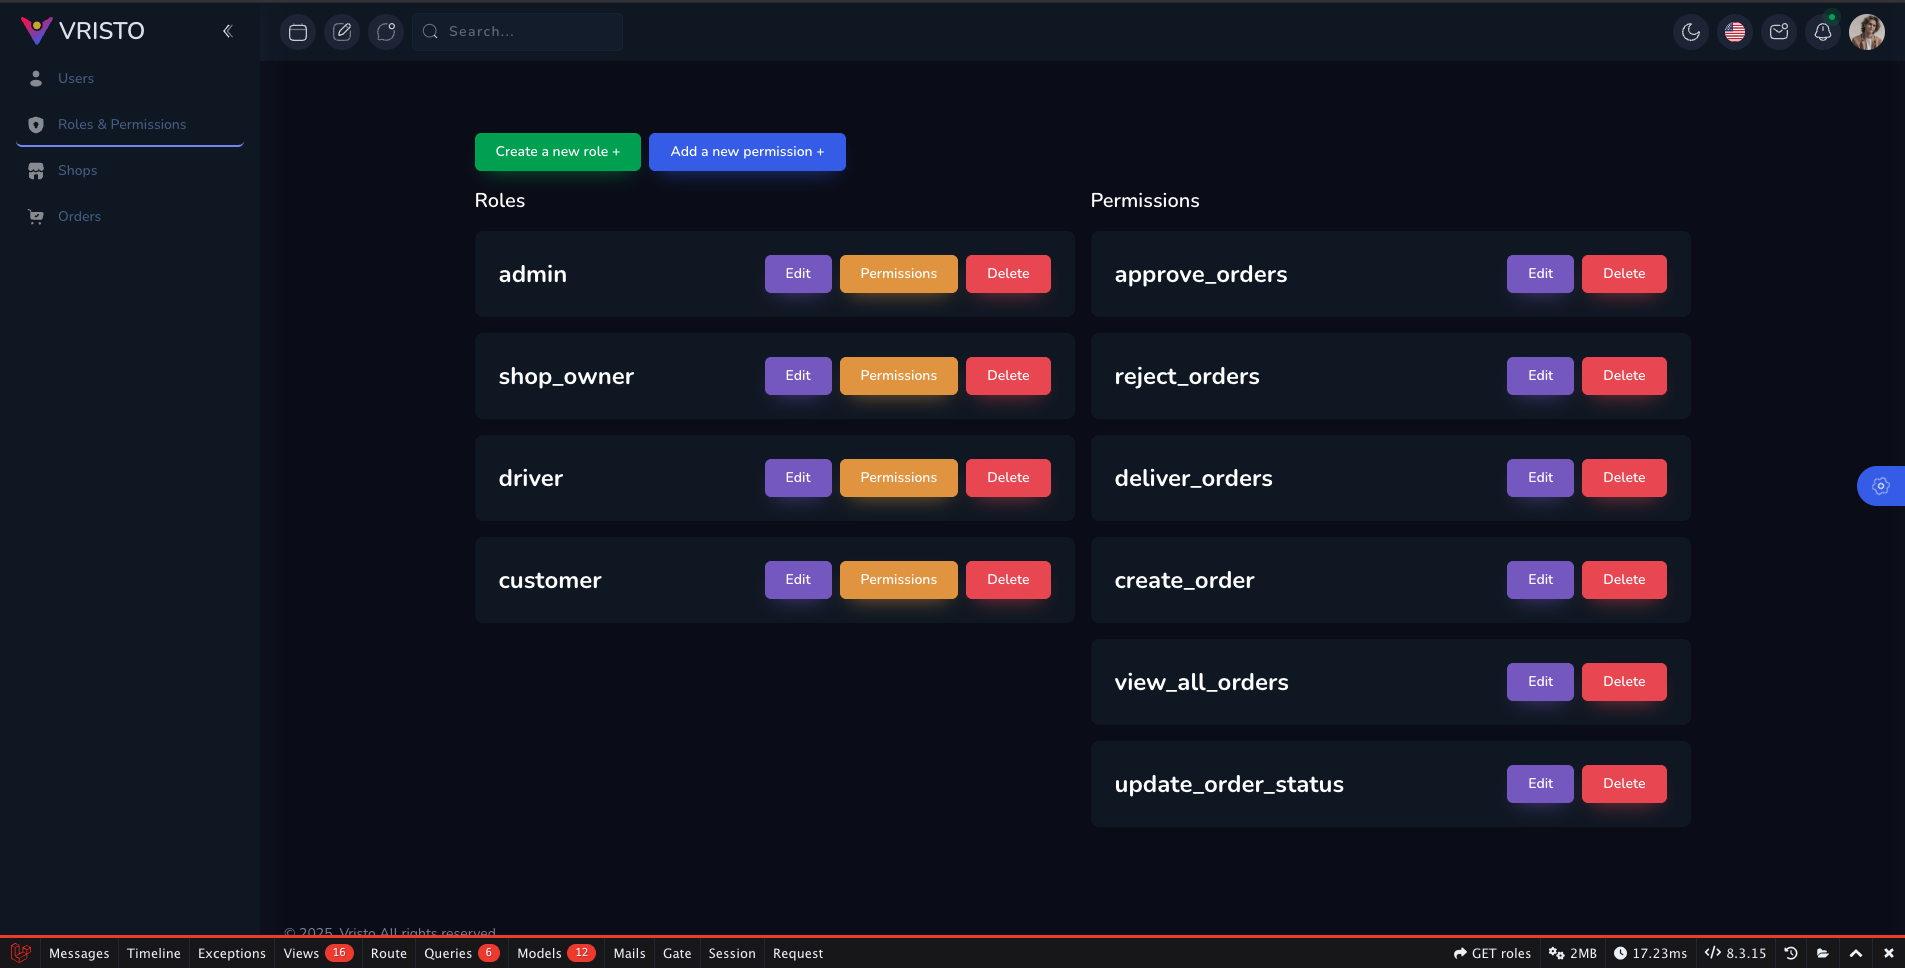 VRISTO
Search...
Users
Roles & Permissions
Shops
Orders
Create a new role +
Add a new permission +
Roles
admin
Edit
Permissions
Delete
shop_owner
Edit
Permissions
Delete
driver
Edit
Permissions
Delete
customer
Edit
Permissions
Delete
Permissions
approve_orders
Edit
Delete
reject_orders
Edit
Delete
deliver_orders
Edit
Delete
create_order
Edit
Delete
view_all_orders
Edit
Delete
update_order_status
Edit
Delete
© 2025. Vristo All rights reserved.
Messages Timeline Exceptions Views 16 Route Queries 6 Models 12 Mails Gate Session Request GET roles 2MB 17.23ms 8.3.15